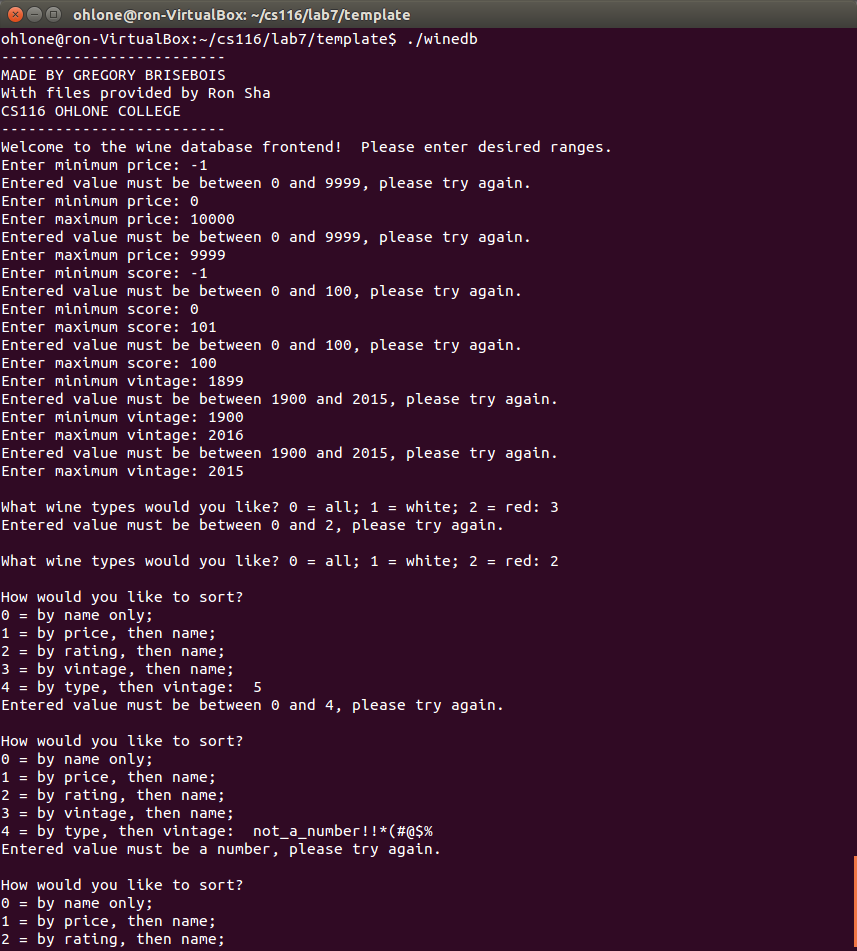 ohlone@ron-VirtualBox: ~/cs116/lab7/template
ohlone@ron-VirtualBox:~/cs116/lab7/template$ ./winedb
-------------------------
MADE BY GREGORY BRISEBOIS
With files provided by Ron Sha
CS116 OHLONE COLLEGE
-------------------------
Welcome to the wine database frontend!  Please enter desired ranges.
Enter minimum price: -1
Entered value must be between 0 and 9999, please try again.
Enter minimum price: 0
Enter maximum price: 10000
Entered value must be between 0 and 9999, please try again.
Enter maximum price: 9999
Enter minimum score: -1
Entered value must be between 0 and 100, please try again.
Enter minimum score: 0
Enter maximum score: 101
Entered value must be between 0 and 100, please try again.
Enter maximum score: 100
Enter minimum vintage: 1899
Entered value must be between 1900 and 2015, please try again.
Enter minimum vintage: 1900
Enter maximum vintage: 2016
Entered value must be between 1900 and 2015, please try again.
Enter maximum vintage: 2015

What wine types would you like? 0 = all; 1 = white; 2 = red: 3
Entered value must be between 0 and 2, please try again.

What wine types would you like? 0 = all; 1 = white; 2 = red: 2

How would you like to sort?
0 = by name only;
1 = by price, then name;
2 = by rating, then name;
3 = by vintage, then name;
4 = by type, then vintage:  5
Entered value must be between 0 and 4, please try again.

How would you like to sort?
0 = by name only;
1 = by price, then name;
2 = by rating, then name;
3 = by vintage, then name;
4 = by type, then vintage:  not_a_number!!*(#@$%
Entered value must be a number, please try again.

How would you like to sort?
0 = by name only;
1 = by price, then name;
2 = by rating, then name;